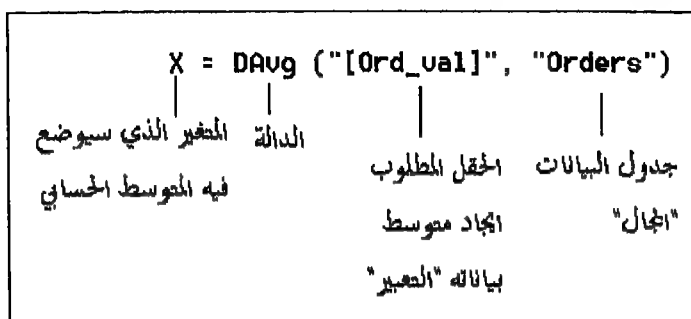 X = DAvg ("[Ord_val]", "Orders")
المتغير الذي سيوضع
فيه المتوسط الحسابي
الدالة
الحقل المطلوب
ايجاد متوسط
بياناته "التعبير"
جدول البيانات
"المجال"